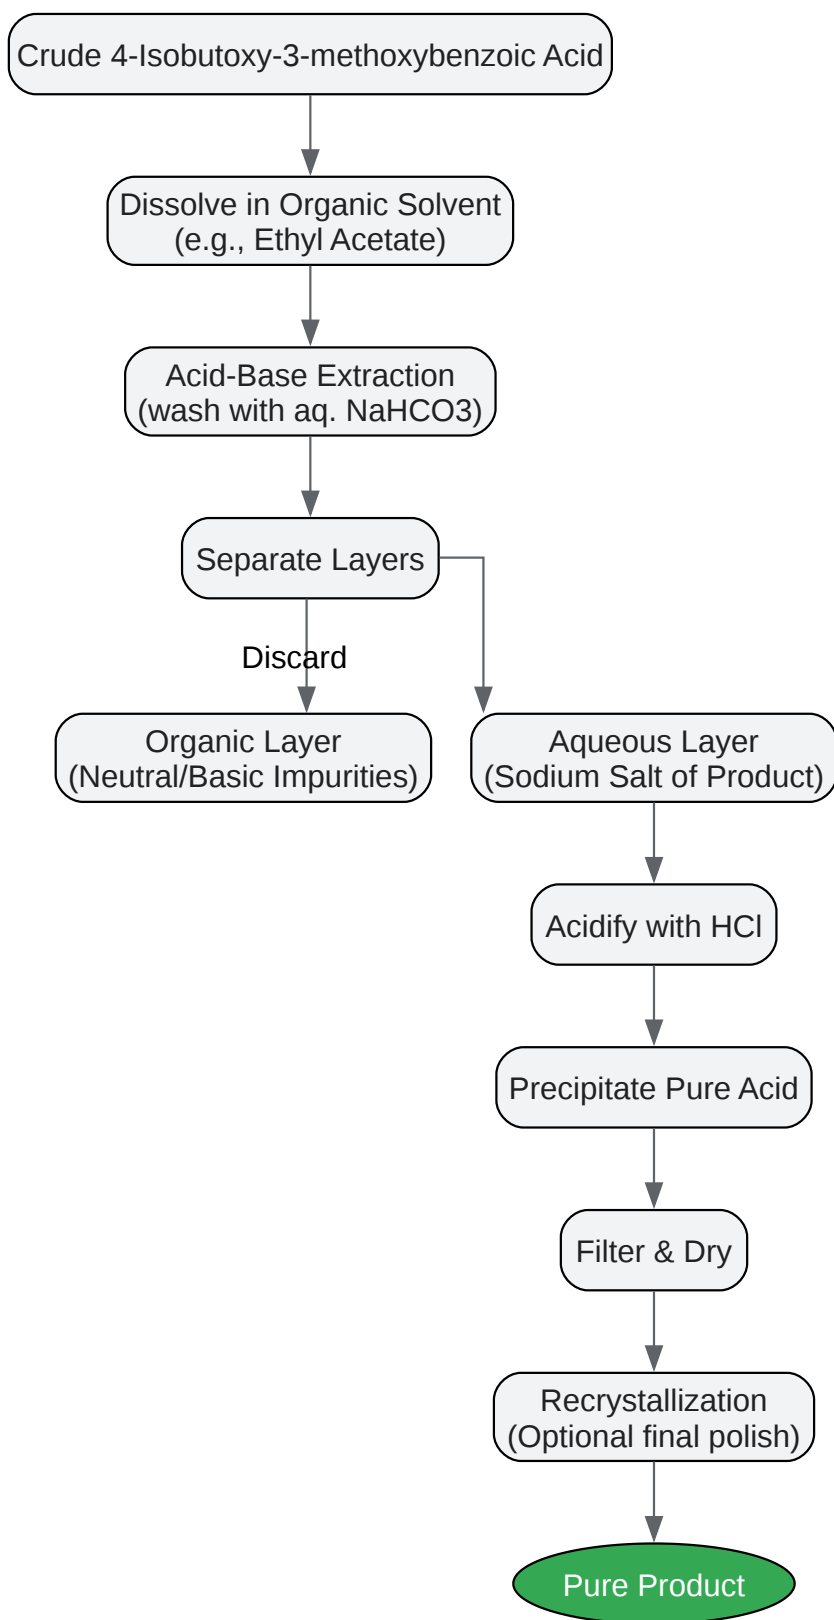 Crude 4-Isobutoxy-3-methoxybenzoic Acid
Dissolve in Organic Solvent
(e.g., Ethyl Acetate)
Acid-Base Extraction
(wash with aq. NaHCO3)
Separate Layers
Discard
Organic Layer
(Neutral/Basic Impurities)
Aqueous Layer
(Sodium Salt of Product)
Acidify with HCl
Precipitate Pure Acid
Filter & Dry
Recrystallization
(Optional final polish)
Pure Product